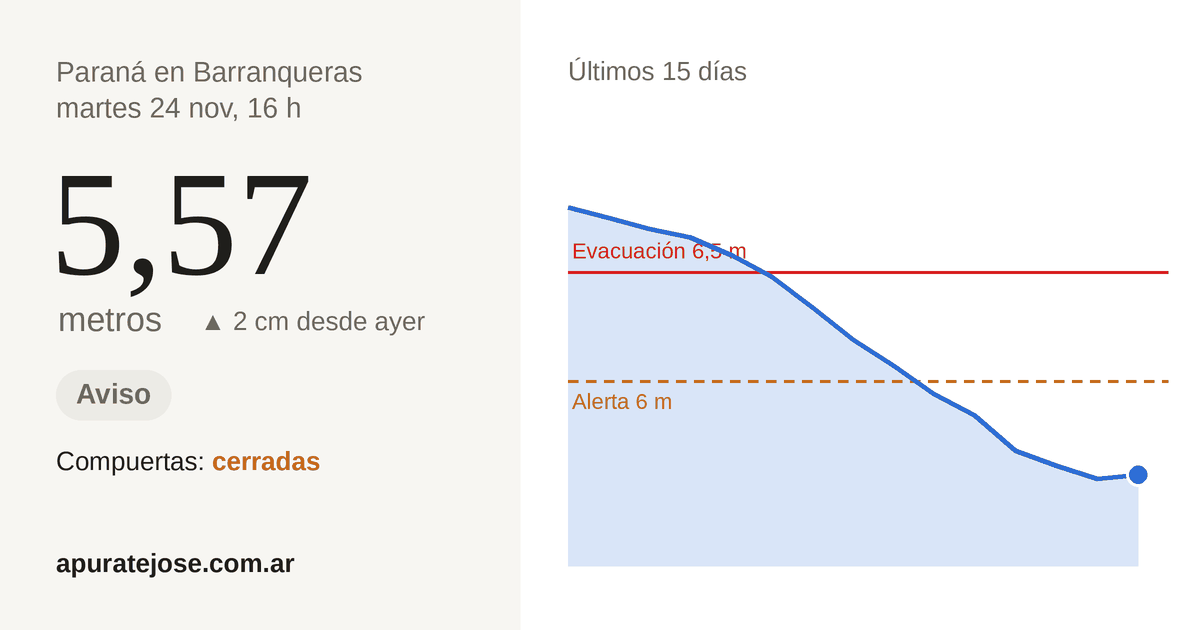 Paraná en Barranqueras
martes 24 nov, 16 h
5,57
metros ▲ 2 cm desde ayer
Aviso
Compuertas: cerradas
apuratejose.com.ar
Últimos 15 días
Evacuación 6,5 m
Alerta 6 m